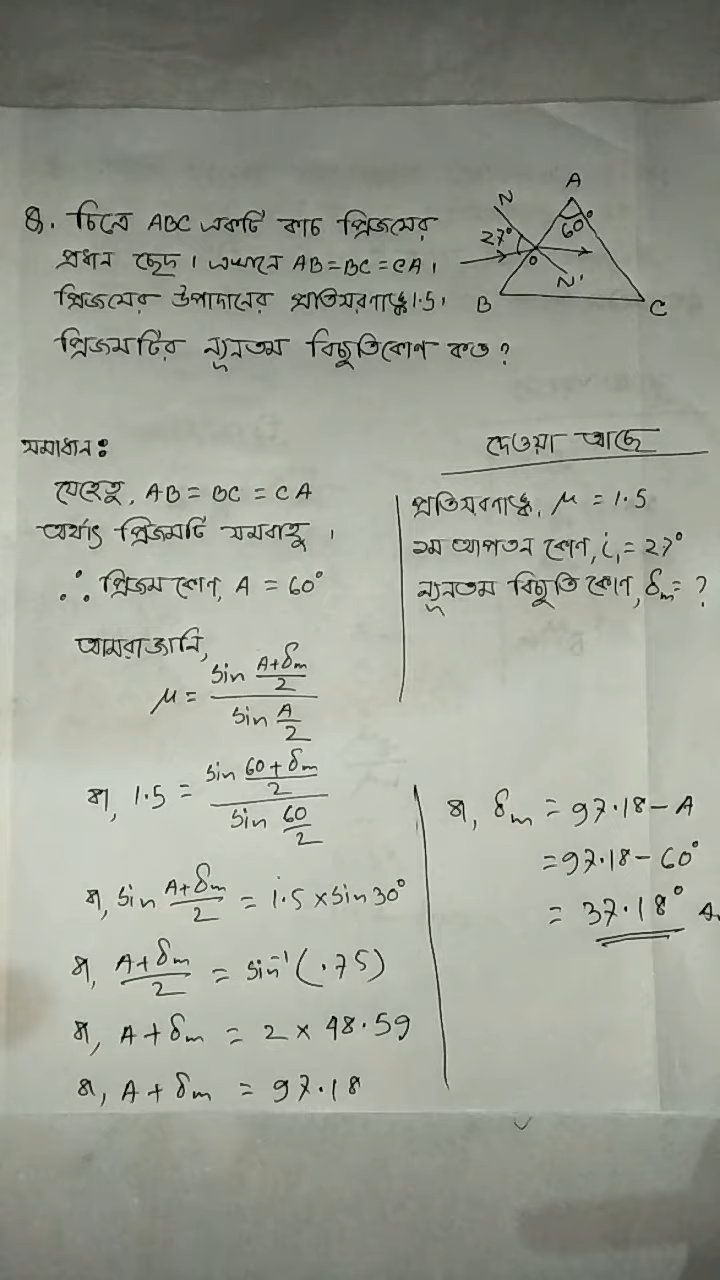 ৪. চিত্রে ABC একটি কাচ প্রিজমের
প্রধান ছেদ। এখানে AB=BC=CA।
প্রিজমের উপাদানের প্রতিসরণাঙ্ক 1.5।
প্রিজমটির ন্যূনতম বিচ্যুতিকোণ কত?
A
N
60°
27°
O
N'
B
C
সমাধান:
যেহেতু, AB = BC = CA
অর্থাৎ প্রিজমটি সমবাহু।
∴ প্রিজম কোণ, A = 60°
আমরা জানি,
μ = sin (A+δm)/2 / sin A/2
বা, 1.5 = sin (60+δm)/2 / sin 60/2
বা, sin (A+δm)/2 = 1.5 × sin 30°
বা, (A+δm)/2 = sin⁻¹ (.75)
বা, A + δm = 2 × 48.59
বা, A + δm = 97.18
দেওয়া আছে
প্রতিসরণাঙ্ক, μ = 1.5
১ম আপতন কোণ, i₁ = 27°
ন্যূনতম বিচ্যুতি কোণ, δm = ?
বা, δm = 97.18 – A
= 97.18 – 60°
= 37.18°